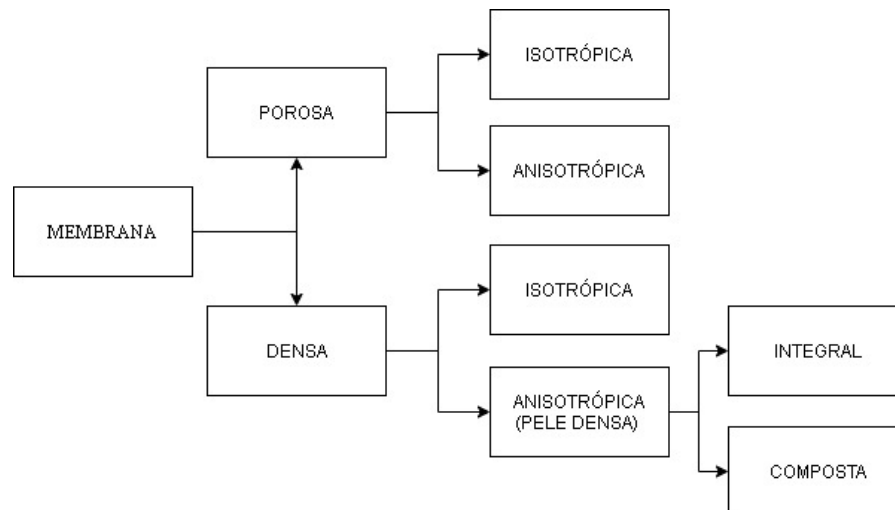 MEMBRANA
POROSA
ISOTRÓPICA
ANISOTRÓPICA
DENSA
ISOTRÓPICA
ANISOTRÓPICA
(PELE DENSA)
INTEGRAL
COMPOSTA